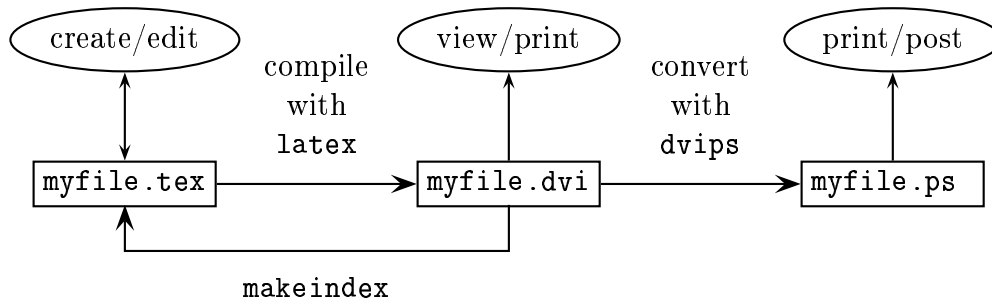 create/edit
view/print
print/post
compile
with
latex
convert
with
dvips
myfile.tex
myfile.dvi
myfile.ps
makeindex